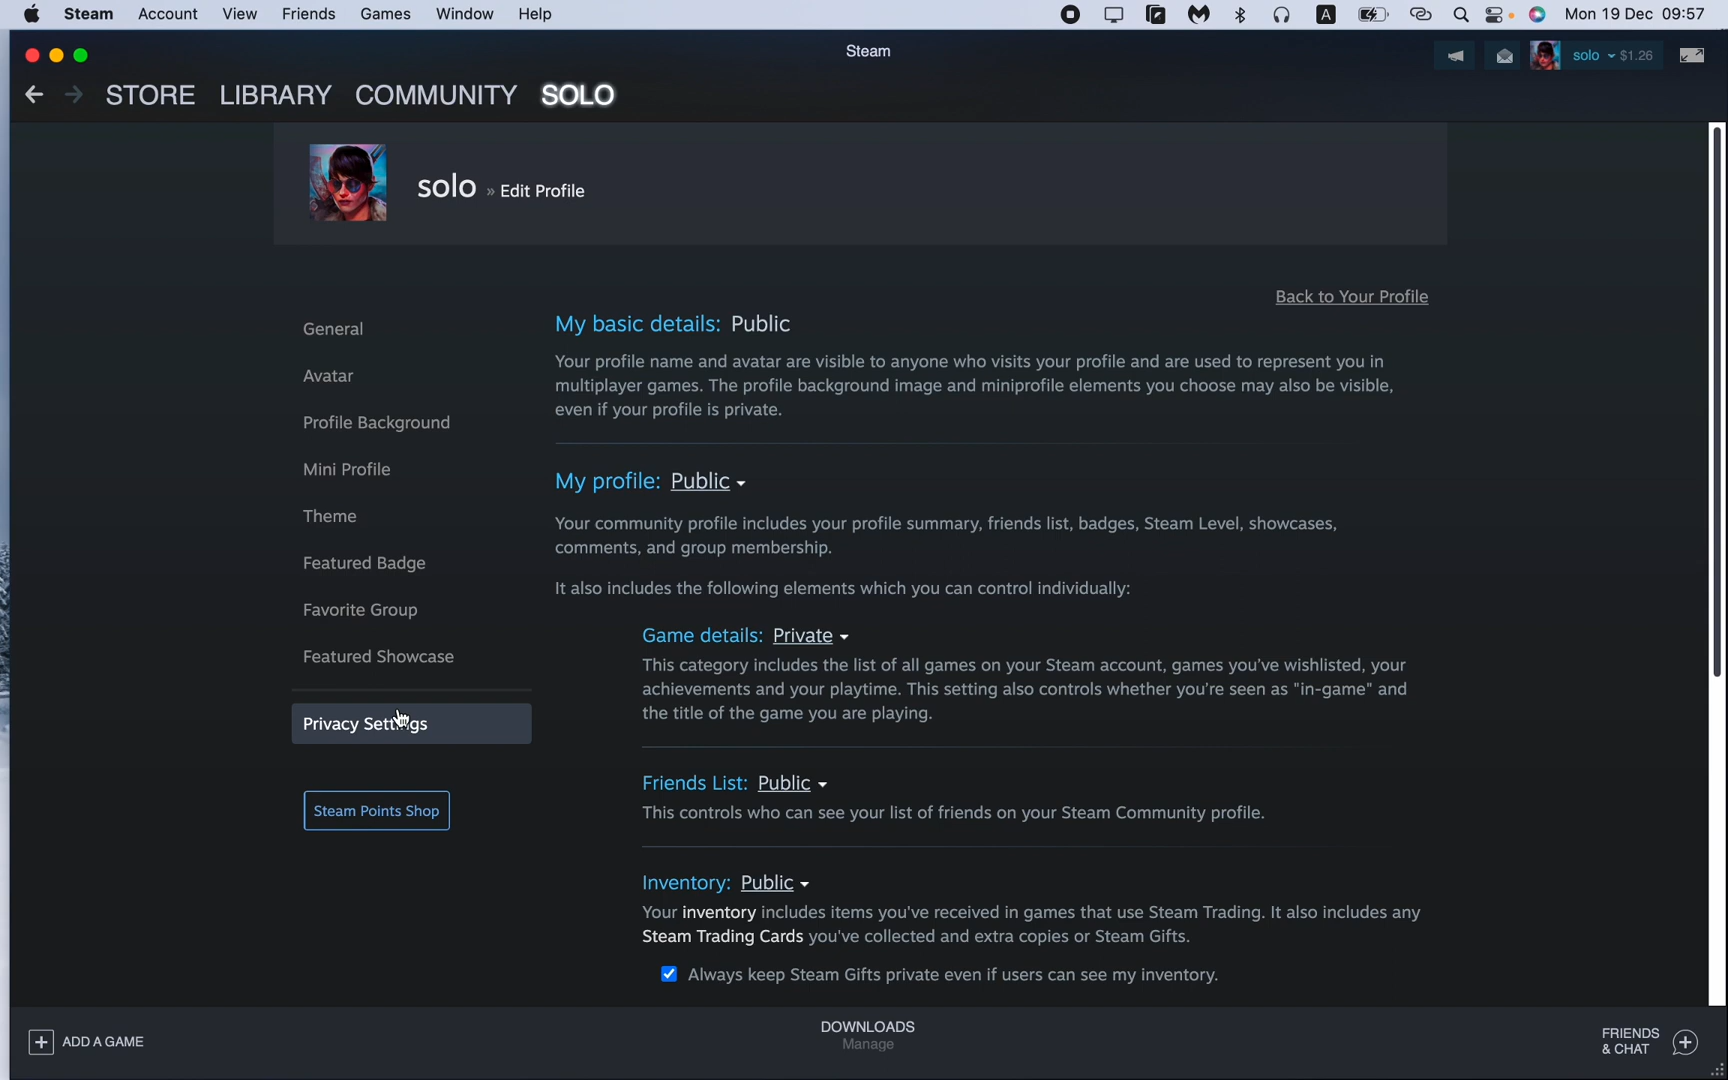 Steam Account View Friends Games Window Help A Mon 19 Dec 09:57
Steam
solo $1.26
STORE LIBRARY COMMUNITY SOLO
solo » Edit Profile
Back to Your Profile
General
Avatar
Profile Background
Mini Profile
Theme
Featured Badge
Favorite Group
Featured Showcase
Privacy Settings
Steam Points Shop
My basic details: Public
Your profile name and avatar are visible to anyone who visits your profile and are used to represent you in
multiplayer games. The profile background image and miniprofile elements you choose may also be visible,
even if your profile is private.
My profile: Public
Your community profile includes your profile summary, friends list, badges, Steam Level, showcases,
comments, and group membership.
It also includes the following elements which you can control individually:
Game details: Private
This category includes the list of all games on your Steam account, games you've wishlisted, your
achievements and your playtime. This setting also controls whether you're seen as "in-game" and
the title of the game you are playing.
Friends List: Public
This controls who can see your list of friends on your Steam Community profile.
Inventory: Public
Your inventory includes items you've received in games that use Steam Trading. It also includes any
Steam Trading Cards you've collected and extra copies or Steam Gifts.
Always keep Steam Gifts private even if users can see my inventory.
ADD A GAME
DOWNLOADS
Manage
FRIENDS
& CHAT